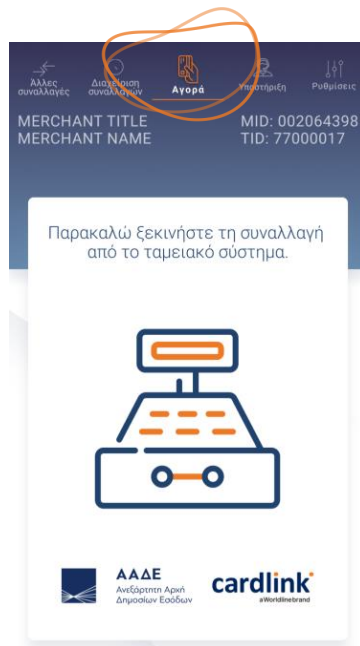 Άλλες συναλλαγές
Διαχείριση συναλλαγών
Αγορά
Υποστήριξη
Ρυθμίσεις
MERCHANT TITLE
MID: 002064398
MERCHANT NAME
TID: 77000017
Παρακαλώ ξεκινήστε τη συναλλαγή
από το ταμειακό σύστημα.
ΑΑΔΕ
Ανεξάρτητη Αρχή
Δημοσίων Εσόδων
cardlink
a Worldline brand